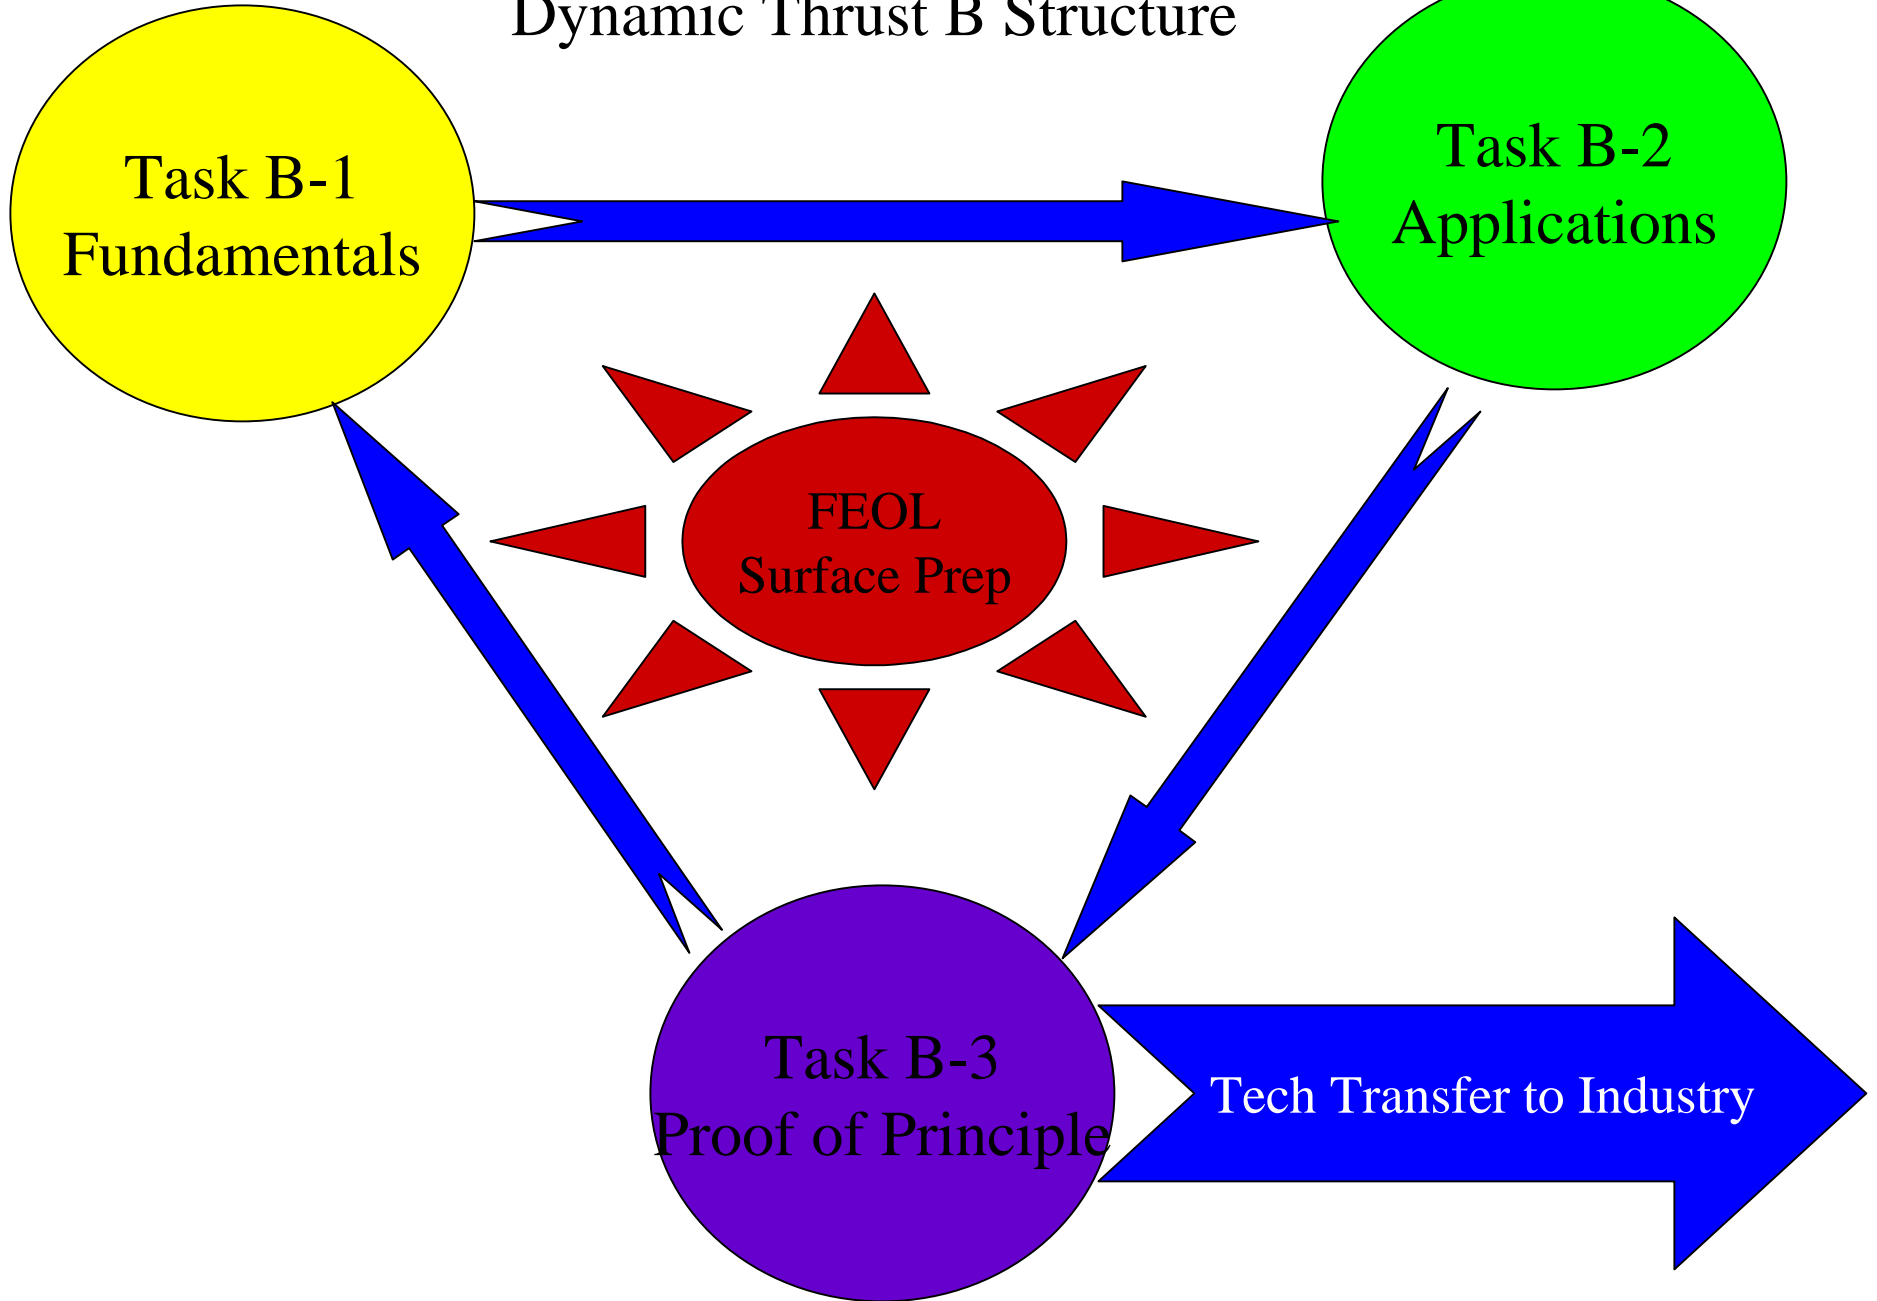 Dynamic Thrust B Structure
Task B-1
Fundamentals
Task B-2
Applications
FEOL
Surface Prep
Task B-3
Proof of Principle
Tech Transfer to Industry